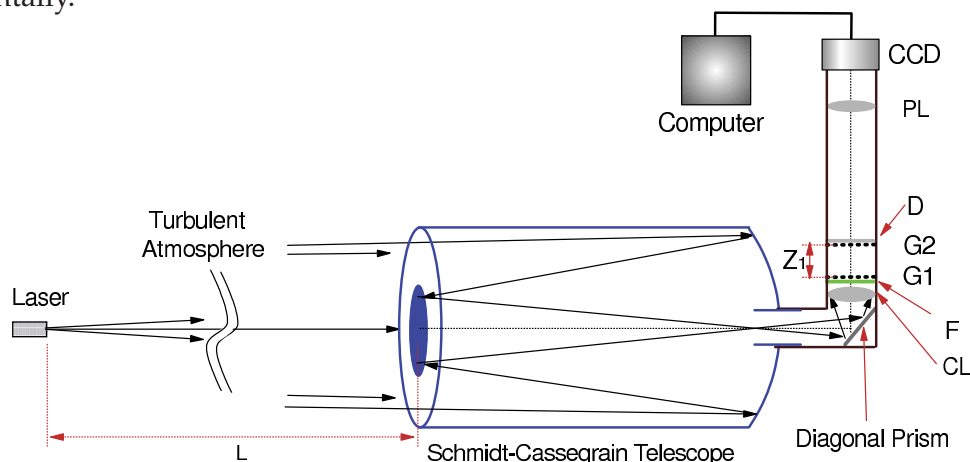 CCD
PL
Computer
D
G2
Z1
G1
Turbulent
Atmosphere
Laser
F
CL
L
Schmidt-Cassegrain Telescope
Diagonal Prism